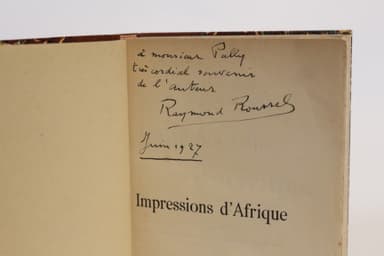 à monsieur Pally
très cordial souvenir
de l'auteur
Raymond Roussel
Juin 1927
Impressions d'Afrique